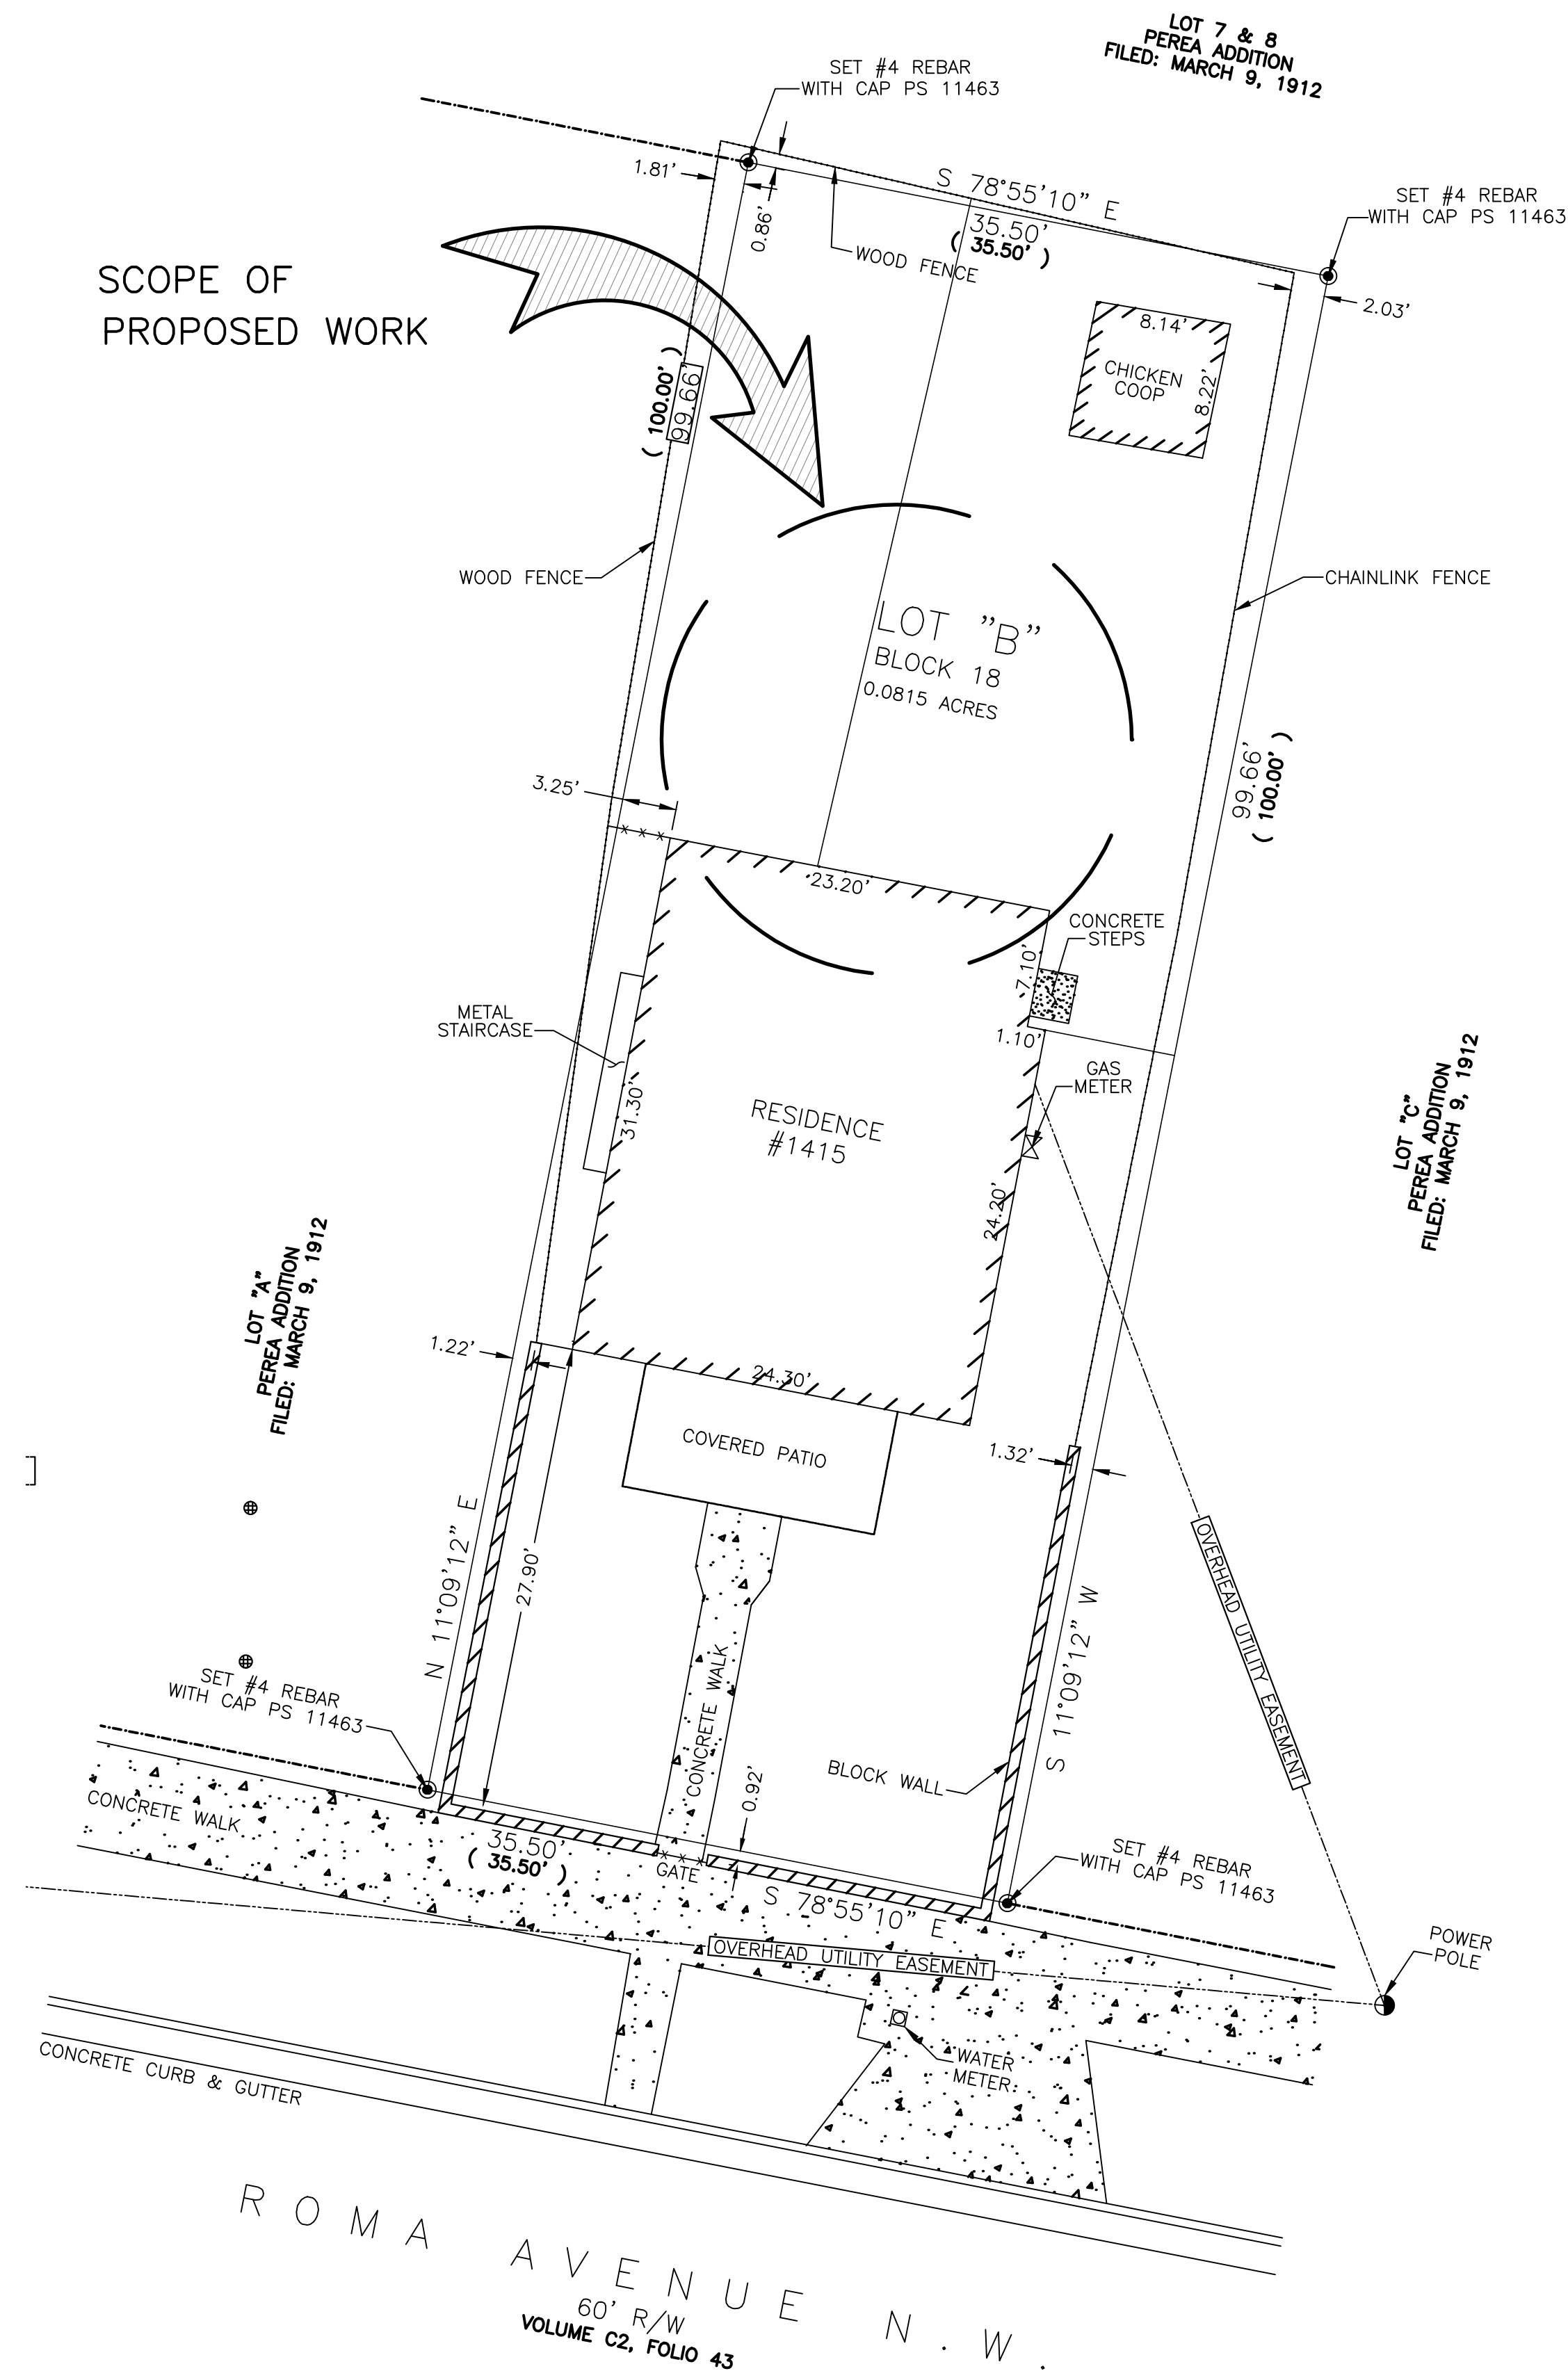 LOT 7 & 8
PEREA ADDITION
FILED: MARCH 9, 1912
SET #4 REBAR
WITH CAP PS 11463
1.81'
0.86'
S 78°55'10" E
35.50'
( 35.50' )
WOOD FENCE
SET #4 REBAR
WITH CAP PS 11463
2.03'
SCOPE OF
PROPOSED WORK
8.14'
CHICKEN
COOP
8.22'
( 100.00' )
99.66'
WOOD FENCE
CHAINLINK FENCE
LOT "B"
BLOCK 18
0.0815 ACRES
99.66'
( 100.00' )
3.25'
x x x
23.20'
CONCRETE
STEPS
7.10'
1.10'
METAL
STAIRCASE
GAS
METER
31.30'
RESIDENCE
#1415
24.20'
LOT "C"
PEREA ADDITION
FILED: MARCH 9, 1912
LOT "A"
PEREA ADDITION
FILED: MARCH 9, 1912
1.22'
24.30'
COVERED PATIO
1.32'
N 11°09'12" E
27.90'
OVERHEAD UTILITY EASEMENT
S 11°09'12" W
SET #4 REBAR
WITH CAP PS 11463
CONCRETE WALK
BLOCK WALL
0.92'
CONCRETE WALK
35.50'
( 35.50' )
x x x
GATE
S 78°55'10" E
SET #4 REBAR
WITH CAP PS 11463
OVERHEAD UTILITY EASEMENT
POWER
POLE
WATER
METER
CONCRETE CURB & GUTTER
ROMA AVENUE N.W.
60' R/W
VOLUME C2, FOLIO 43